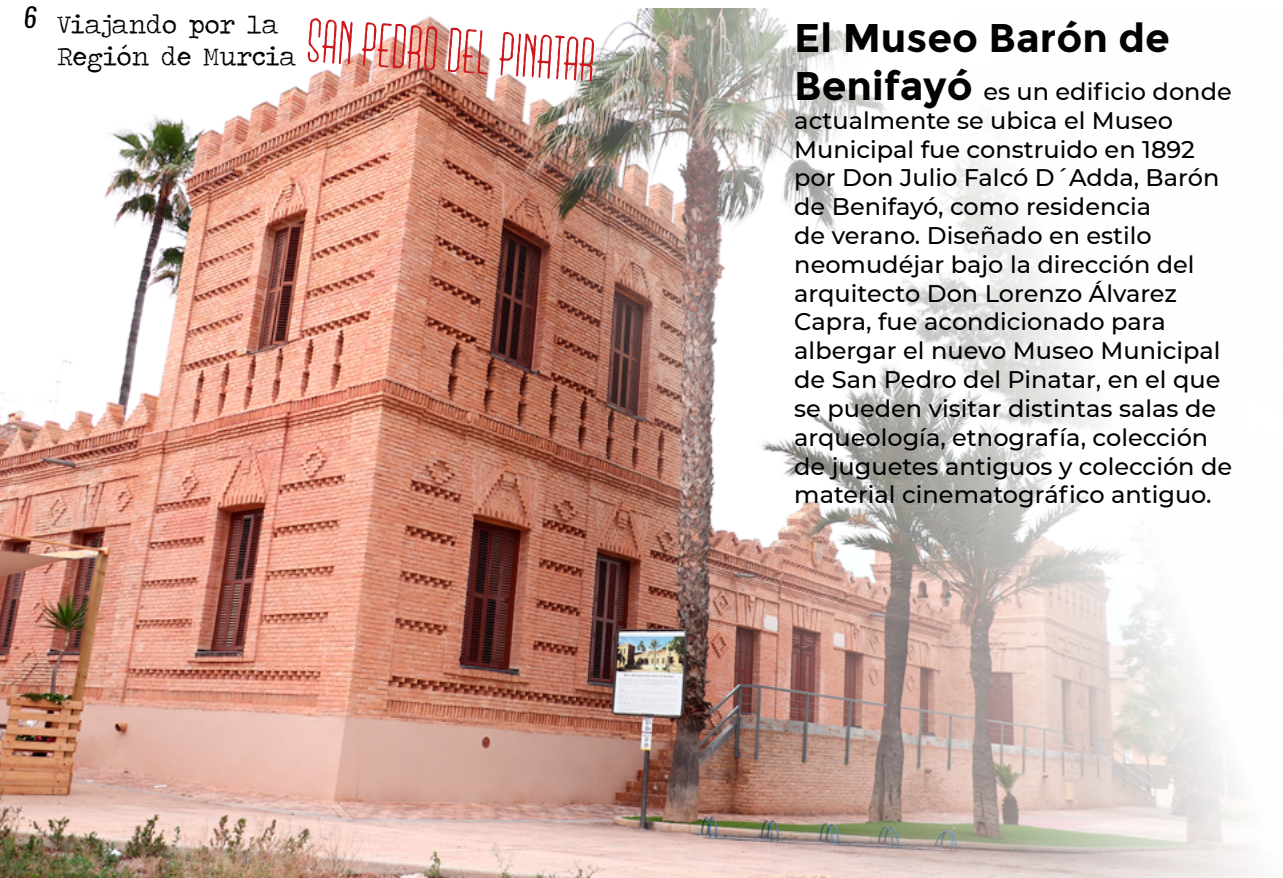 6
Viajando por la
Región de Murcia
SAN PEDRO DEL PINATAR
El Museo Barón de
Benifayó es un edificio donde
actualmente se ubica el Museo
Municipal fue construido en 1892
por Don Julio Falcó D´Adda, Barón
de Benifayó, como residencia
de verano. Diseñado en estilo
neomudéjar bajo la dirección del
arquitecto Don Lorenzo Álvarez
Capra, fue acondicionado para
albergar el nuevo Museo Municipal
de San Pedro del Pinatar, en el que
se pueden visitar distintas salas de
arqueología, etnografía, colección
de juguetes antiguos y colección de
material cinematográfico antiguo.